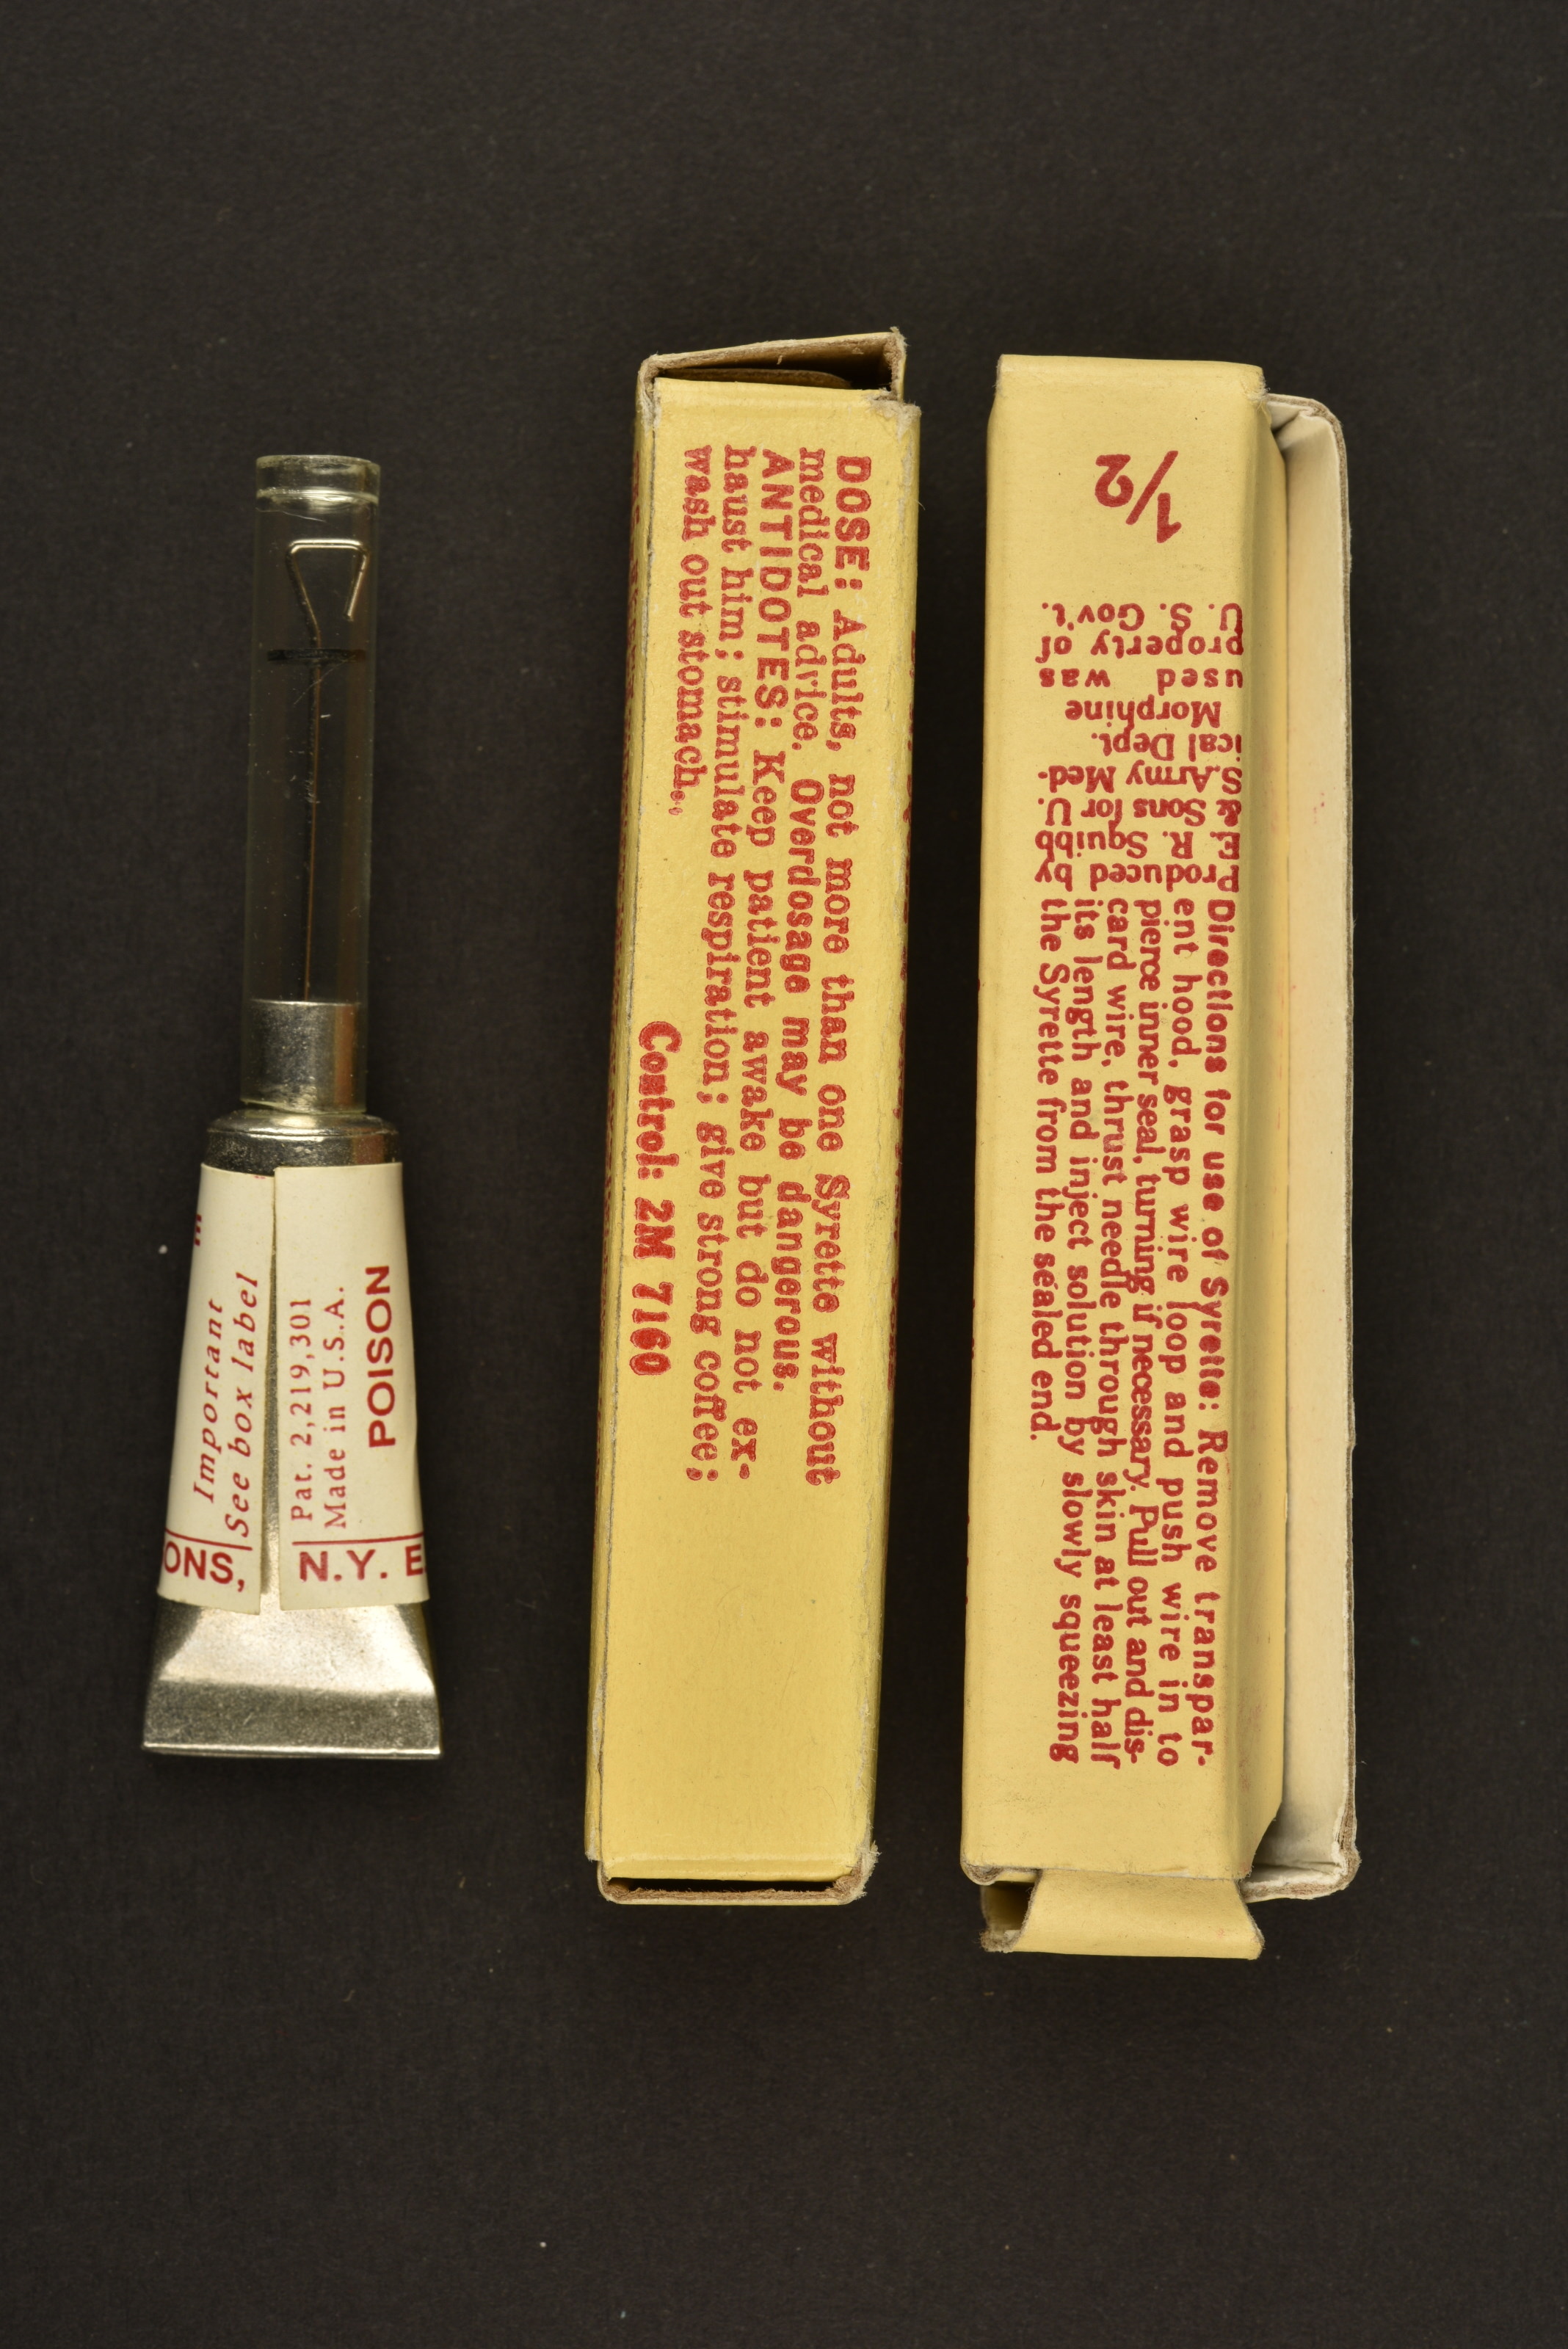 Important
See box label
ONS,
Pat. 2,219,301
Made in U.S.A.
POISON
N.Y. E
DOSE: Adults, not more than one Syrette without
medical advice. Overdosage may be dangerous.
ANTIDOTES: Keep patient awake but do not ex-
haust him; stimulate respiration; give strong coffee;
wash out stomach.
Control: 2M 7160
1/2
Produced by
E. R. Squibb
& Sons for U.
S. Army Med-
ical Dept.
Morphine
used was
property of
U. S. Gov't.
Directions for use of Syrette: Remove transpar-
ent hood, grasp wire loop and push wire in to
pierce inner seal, turning if necessary. Pull out and dis-
card wire, thrust needle through skin at least half
its length and inject solution by slowly squeezing
the Syrette from the sealed end.